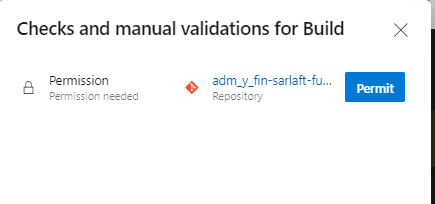 Checks and manual validations for Build
Permission
Permission needed
adm_y_fin-sarlaft-fu...
Repository
Permit